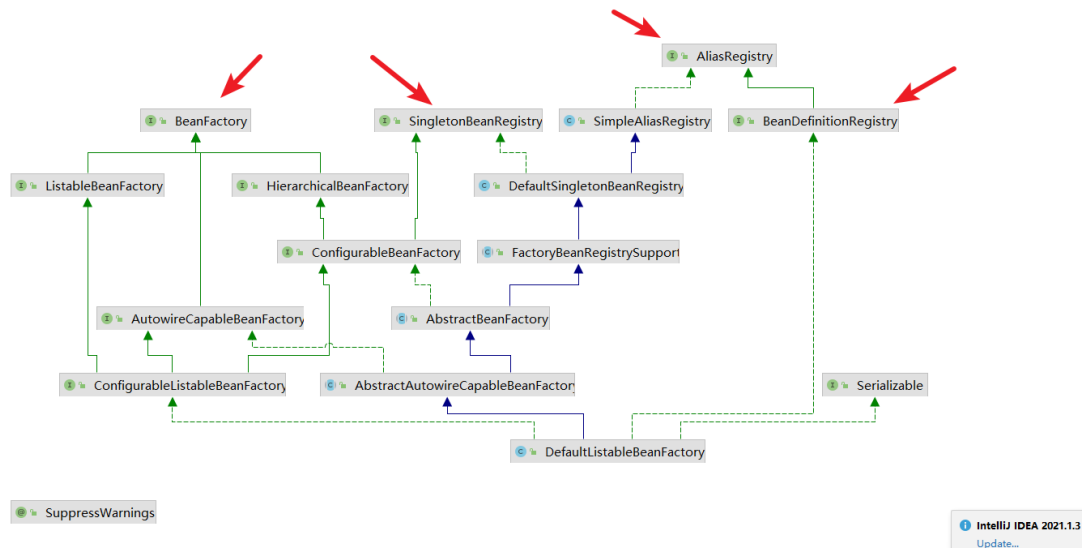 AliasRegistry
BeanFactory
SingletonBeanRegistry
SimpleAliasRegistry
BeanDefinitionRegistry
ListableBeanFactory
HierarchicalBeanFactory
DefaultSingletonBeanRegistry
ConfigurableBeanFactory
FactoryBeanRegistrySupport
AutowireCapableBeanFactory
AbstractBeanFactory
ConfigurableListableBeanFactory
AbstractAutowireCapableBeanFactory
Serializable
DefaultListableBeanFactory
SuppressWarnings
IntelliJ IDEA 2021.1.3
Update...